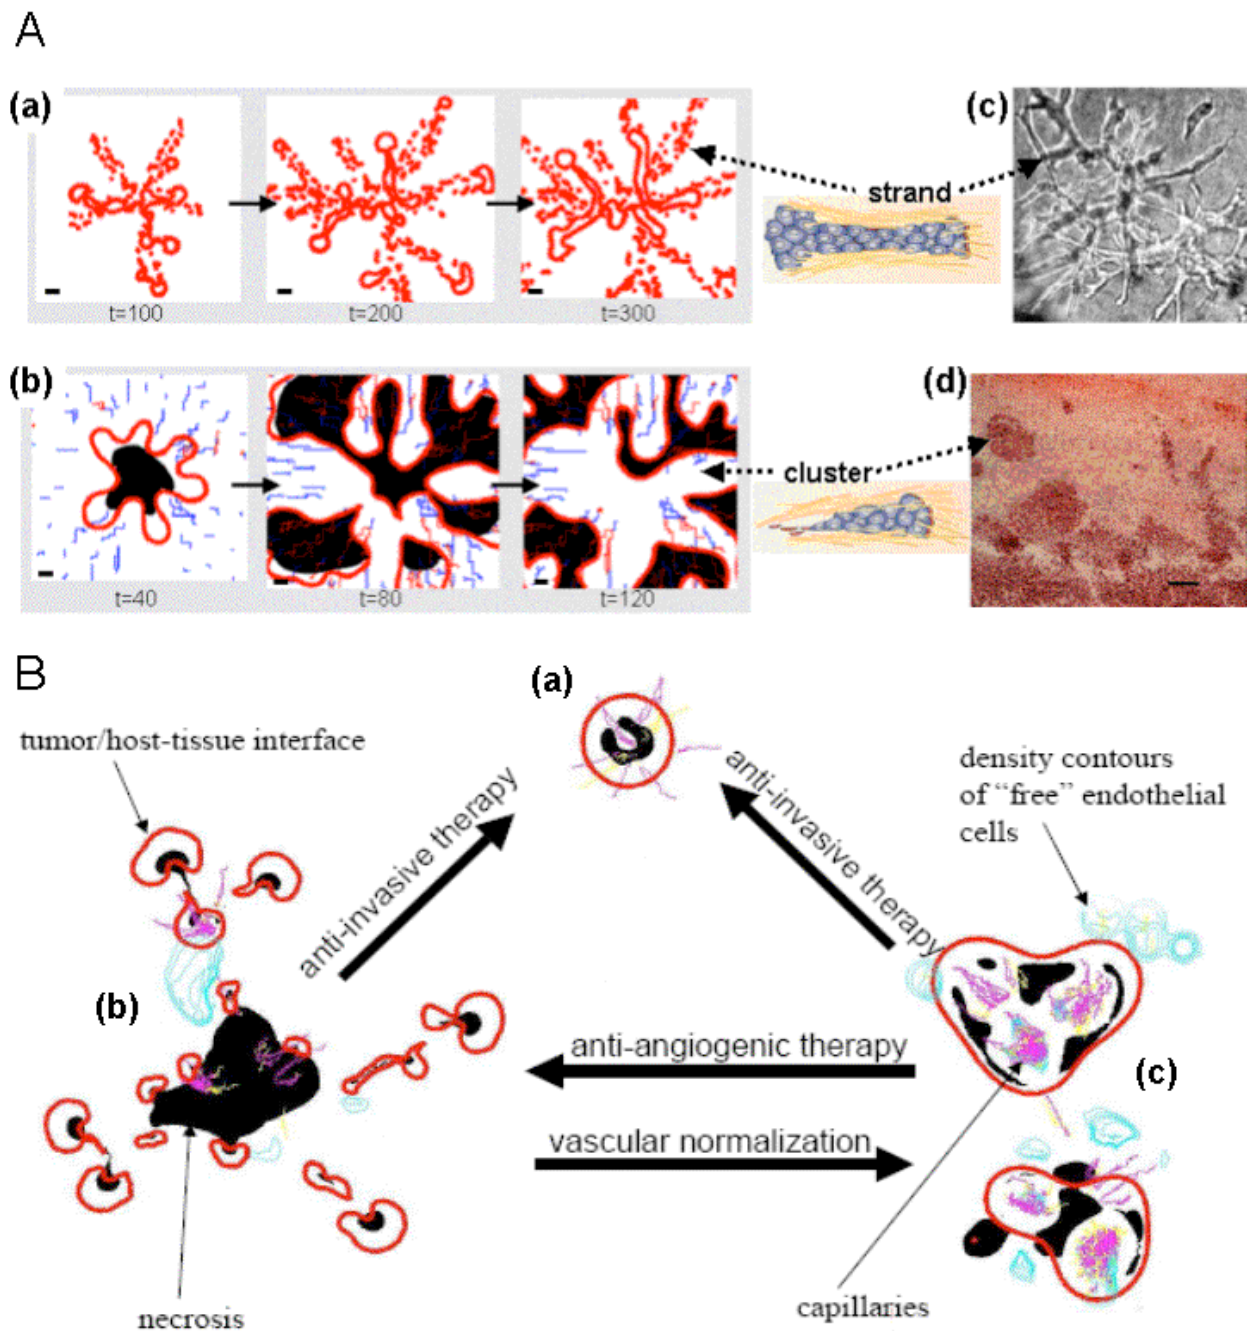 A
(a)
(c)
strand
t=100
t=200
t=300
(b)
(d)
cluster
t=40
t=80
t=120
B
(a)
tumor/host-tissue interface
density contours
of “free” endothelial
cells
anti-invasive therapy
anti-invasive therapy
(b)
anti-angiogenic therapy
(c)
vascular normalization
capillaries
necrosis